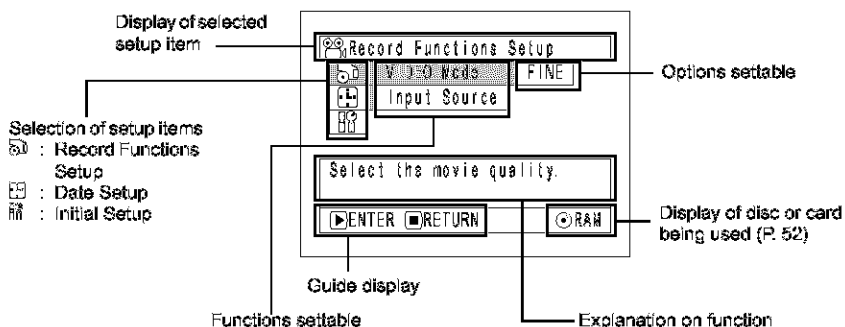 Display of selected
setup item
Record Functions Setup
VIDEO Mode
FINE
Options settable
Input Source
Selection of setup items
: Record Functions
Setup
: Date Setup
: Initial Setup
Select the movie quality.
ENTER RETURN
RAM
Display of disc or card
being used (P. 52)
Guide display
Functions settable
Explanation on function